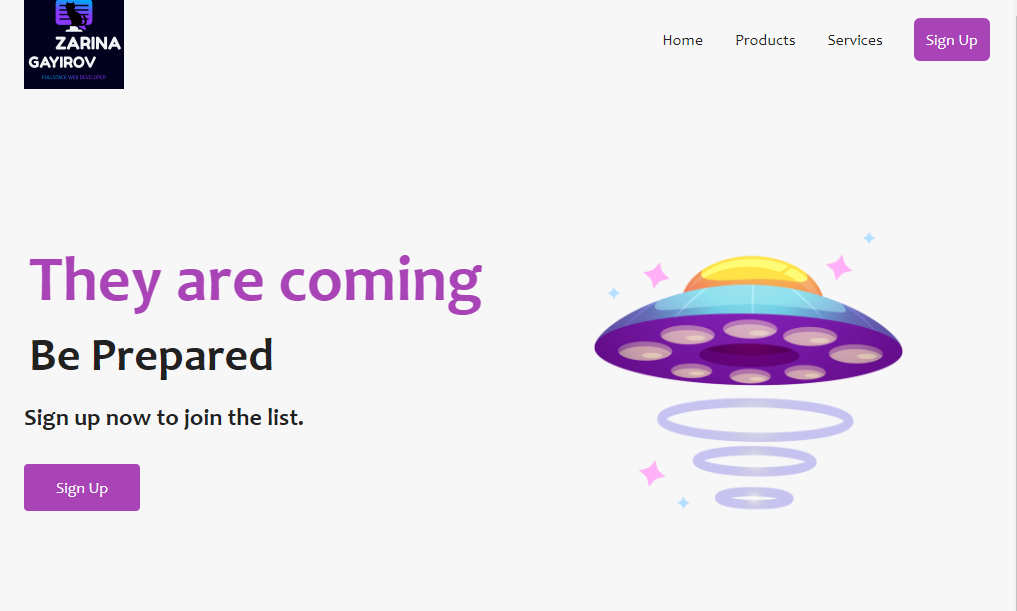 ZARINA
GAYIROV
FULLSTACK WEB DEVELOPER
Home
Products
Services
Sign Up
They are coming
Be Prepared
Sign up now to join the list.
Sign Up